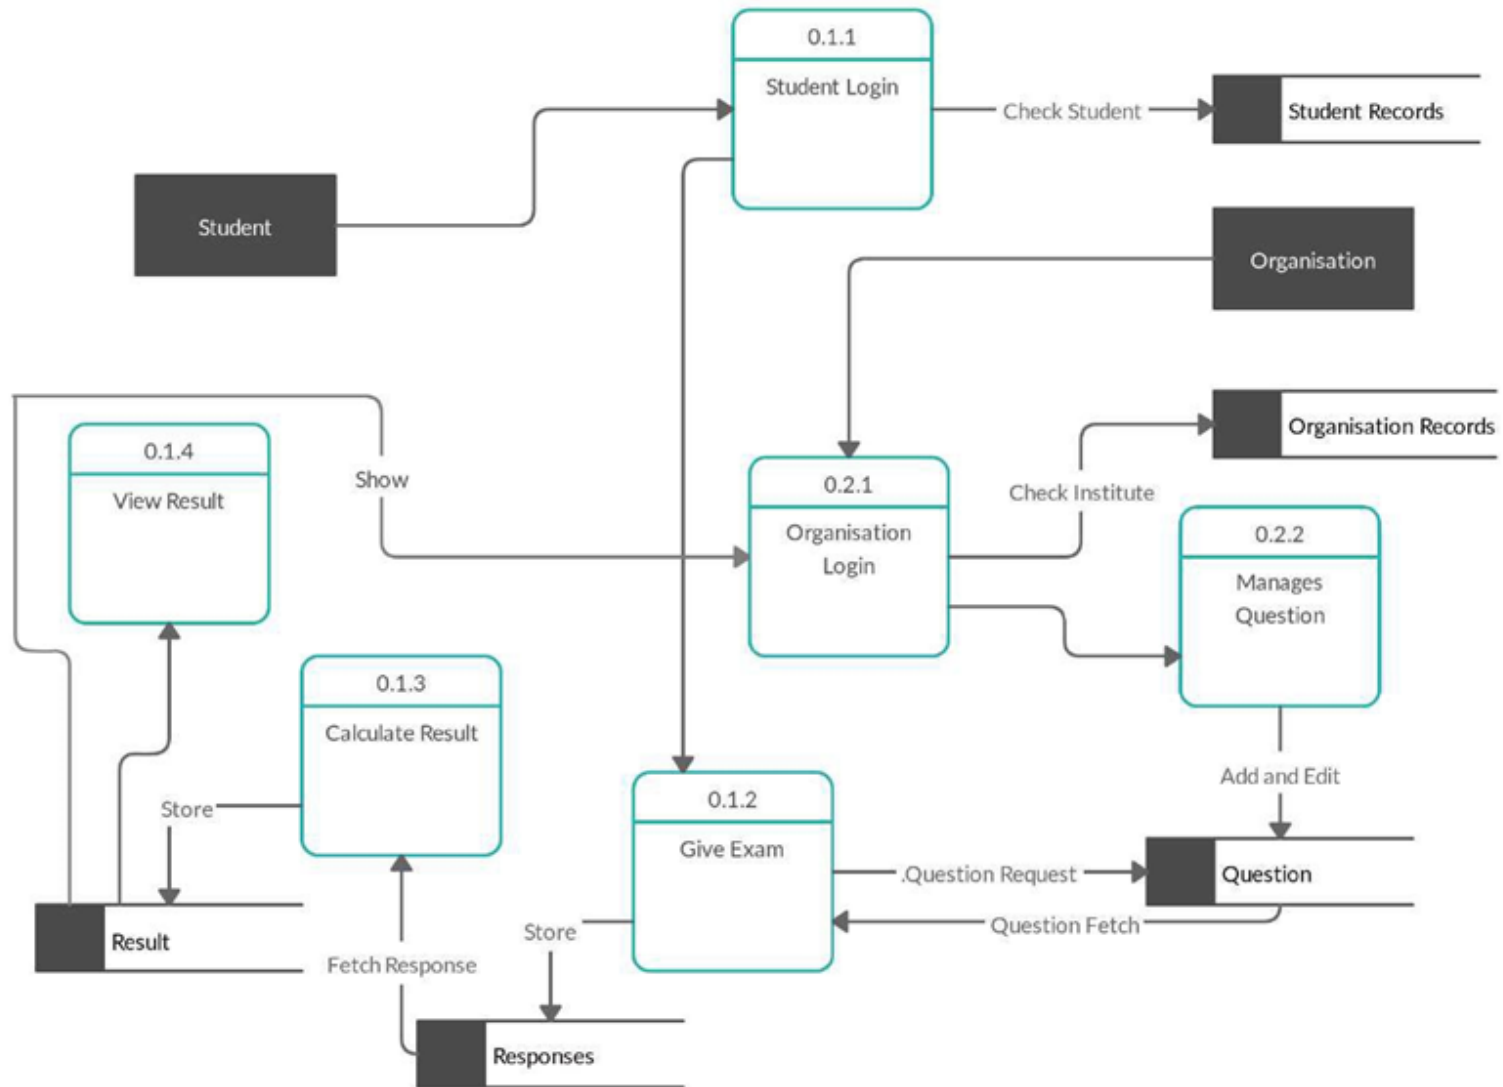 0.1.1
Student Login
Check Student
Student Records
Student
Organisation
Organisation Records
0.1.4
View Result
Show
0.2.1
Organisation
Login
Check Institute
0.2.2
Manages
Question
0.1.3
Calculate Result
Store
Add and Edit
0.1.2
Give Exam
.Question Request
Question
Question Fetch
Store
Result
Fetch Response
Responses